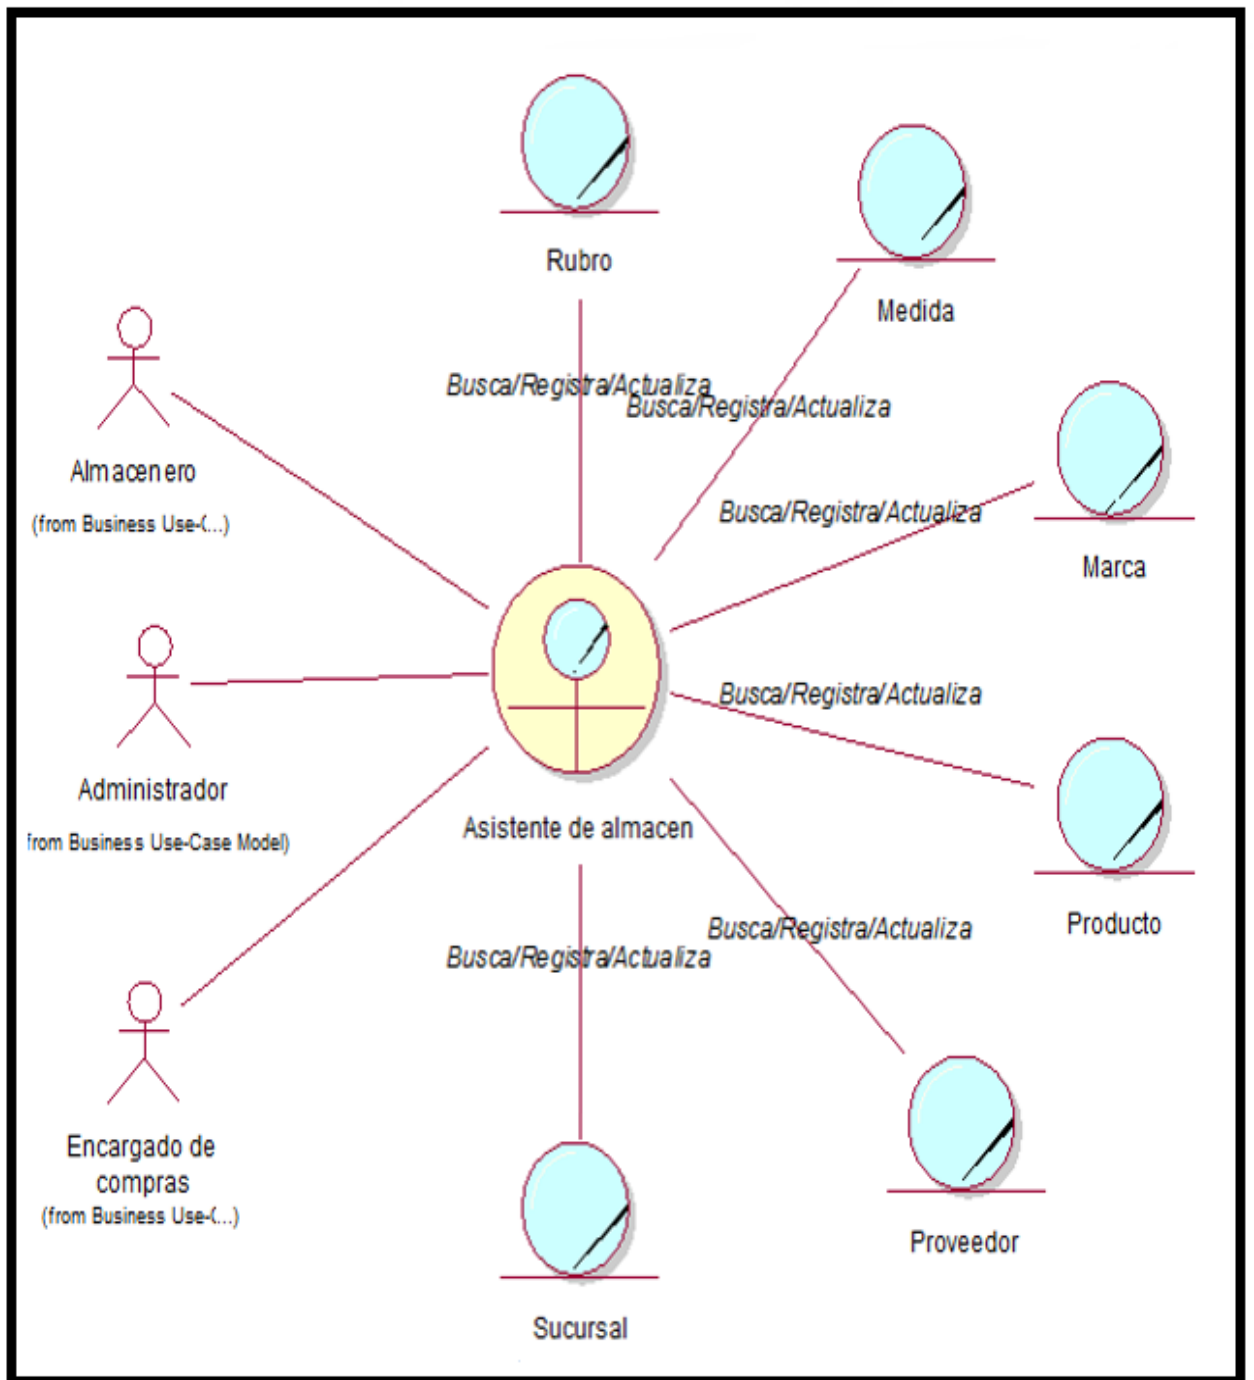 Rubro
Medida
Busca/Registra/Actualiza
Busca/Registra/Actualiza
Almacenero
(from Business Use-C...)
Busca/Registra/Actualiza
Marca
Busca/Registra/Actualiza
Administrador
from Business Use-Case Model)
Asistente de almacen
Producto
Busca/Registra/Actualiza
Busca/Registra/Actualiza
Encargado de
compras
(from Business Use-C...)
Proveedor
Sucursal